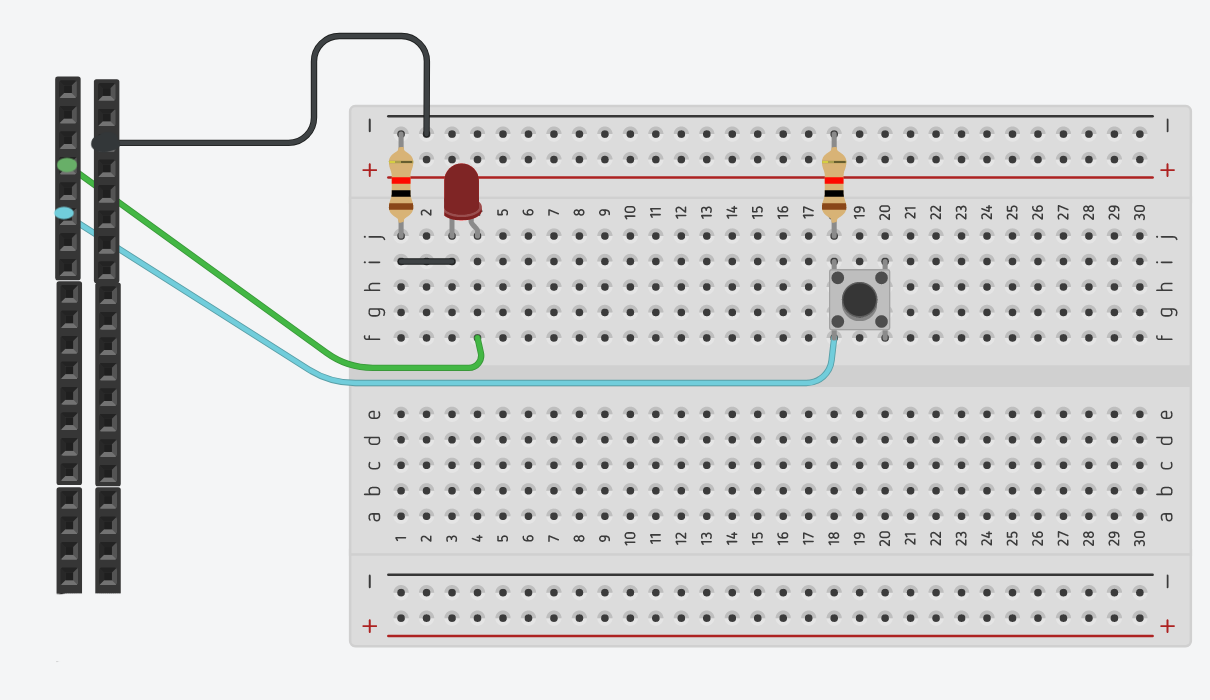 − −
+ +
2 5 6 7 8 9 10 11 12 13 14 15 16 17 19 20 21 22 23 24 25 26 27 28 29 30
j j
i i
h h
g g
f f
e e
d d
c c
b b
a a
1 2 3 4 5 6 7 8 9 10 11 12 13 14 15 16 17 18 19 20 21 22 23 24 25 26 27 28 29 30
− −
+ +